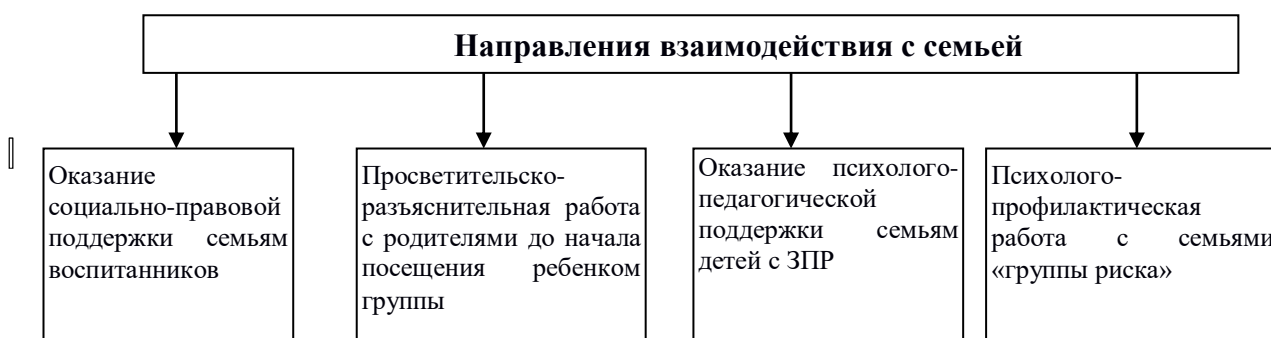 Направления взаимодействия с семьей
Оказание
социально-правовой
поддержки семьям
воспитанников
Просветительско-
разъяснительная работа
с родителями до начала
посещения ребенком
группы
Оказание психолого-
педагогической
поддержки семьям
детей с ЗПР
Психолого-
профилактическая
работа с семьями
«группы риска»